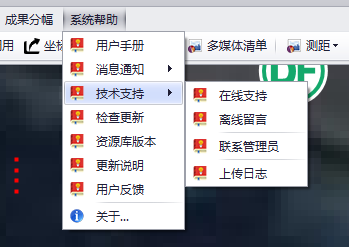 成果分幅 系统帮助
用 坐标 多媒体清单 测距
用户手册
消息通知
技术支持
检查更新
资源库版本
更新说明
用户反馈
关于...
在线支持
离线留言
联系管理员
上传日志